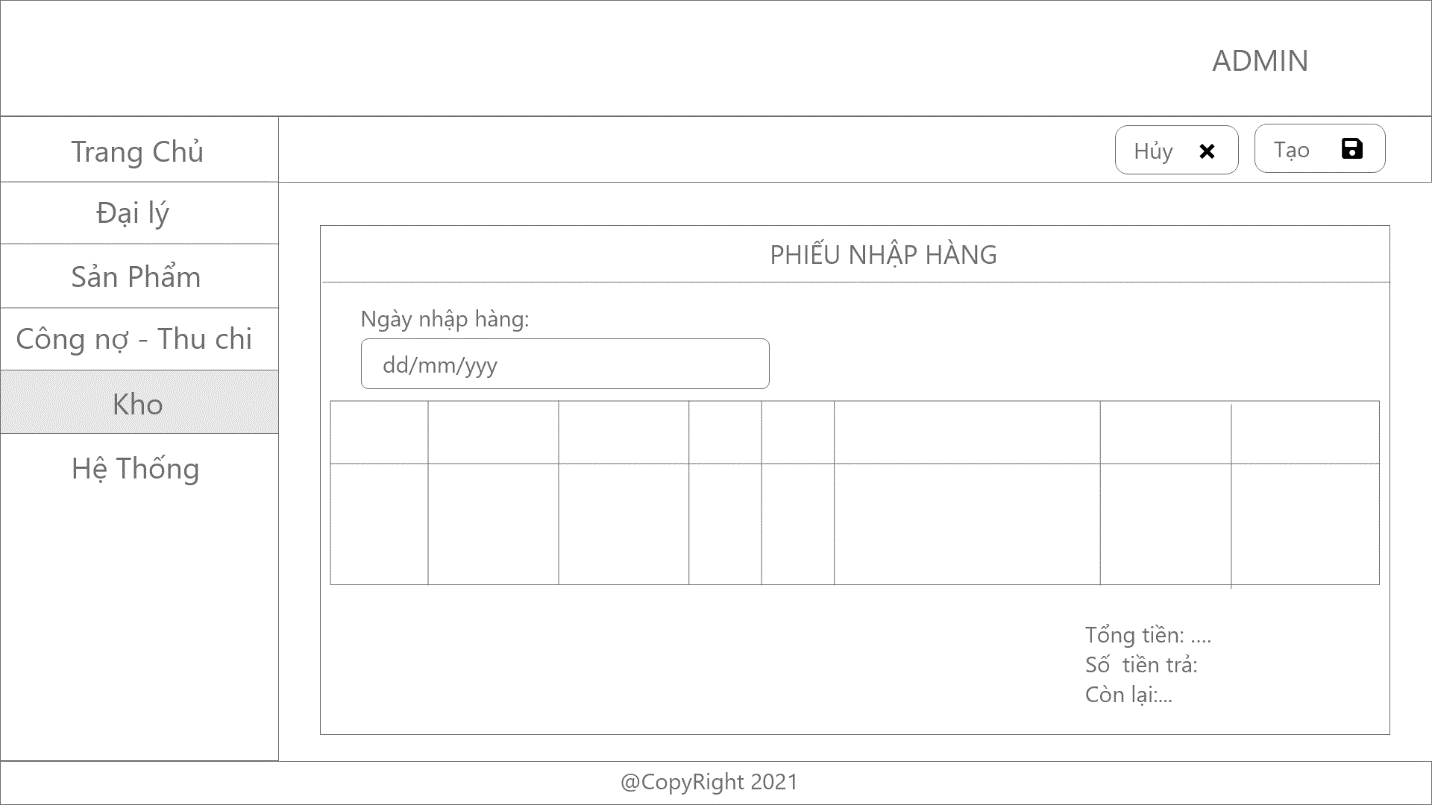 ADMIN
Trang Chủ
Đại lý
Sản Phẩm
Công nợ - Thu chi
Kho
Hệ Thống
Hủy
Tạo
PHIẾU NHẬP HÀNG
Ngày nhập hàng:
dd/mm/yyy
Tổng tiền: ....
Số  tiền trả:
Còn lại:...
@CopyRight 2021